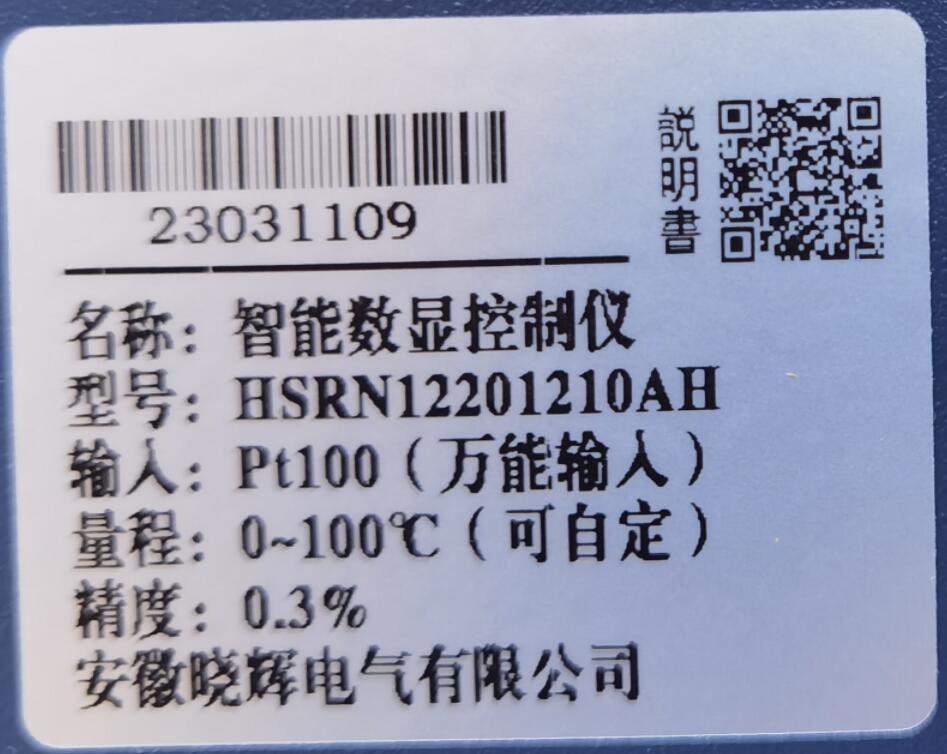 23031109
説明書
名称：智能数显控制仪
型号：HSRN12201210AH
输入：Pt100（万能输入）
量程：0~100℃（可自定）
精度：0.3%
安徽晓辉电气有限公司